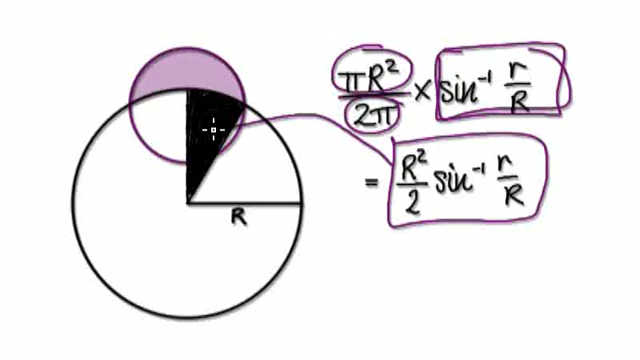 πR²/2π × sin⁻¹ r/R
= R²/2 sin⁻¹ r/R
R